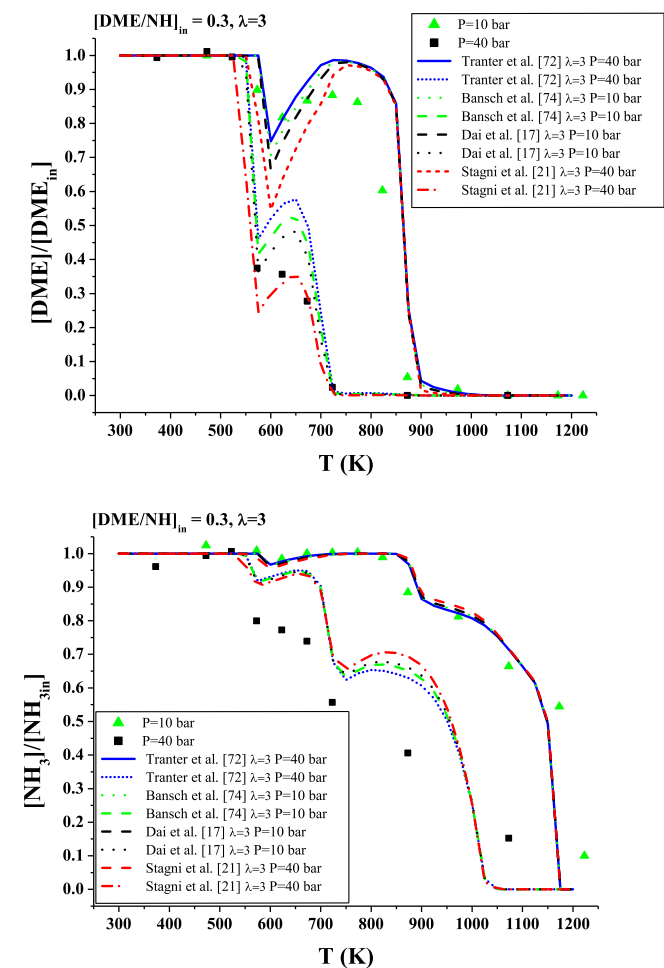 [DME/NH]in = 0.3, λ=3
P=10 bar
P=40 bar
Tranter et al. [72] λ=3 P=40 bar
Tranter et al. [72] λ=3 P=40 bar
Bansch et al. [74] λ=3 P=10 bar
Bansch et al. [74] λ=3 P=10 bar
Dai et al. [17] λ=3 P=10 bar
Dai et al. [17] λ=3 P=10 bar
Stagni et al. [21] λ=3 P=40 bar
Stagni et al. [21] λ=3 P=40 bar
[DME]/[DMEin]
1.0
0.9
0.8
0.7
0.6
0.5
0.4
0.3
0.2
0.1
0.0
300 400 500 600 700 800 900 1000 1100 1200
T (K)
[DME/NH]in = 0.3, λ=3
[NH3]/[NH3in]
1.0
0.9
0.8
0.7
0.6
0.5
0.4
0.3
0.2
0.1
0.0
P=10 bar
P=40 bar
Tranter et al. [72] λ=3 P=40 bar
Tranter et al. [72] λ=3 P=40 bar
Bansch et al. [74] λ=3 P=10 bar
Bansch et al. [74] λ=3 P=10 bar
Dai et al. [17] λ=3 P=10 bar
Dai et al. [17] λ=3 P=10 bar
Stagni et al. [21] λ=3 P=40 bar
Stagni et al. [21] λ=3 P=40 bar
300 400 500 600 700 800 900 1000 1100 1200
T (K)